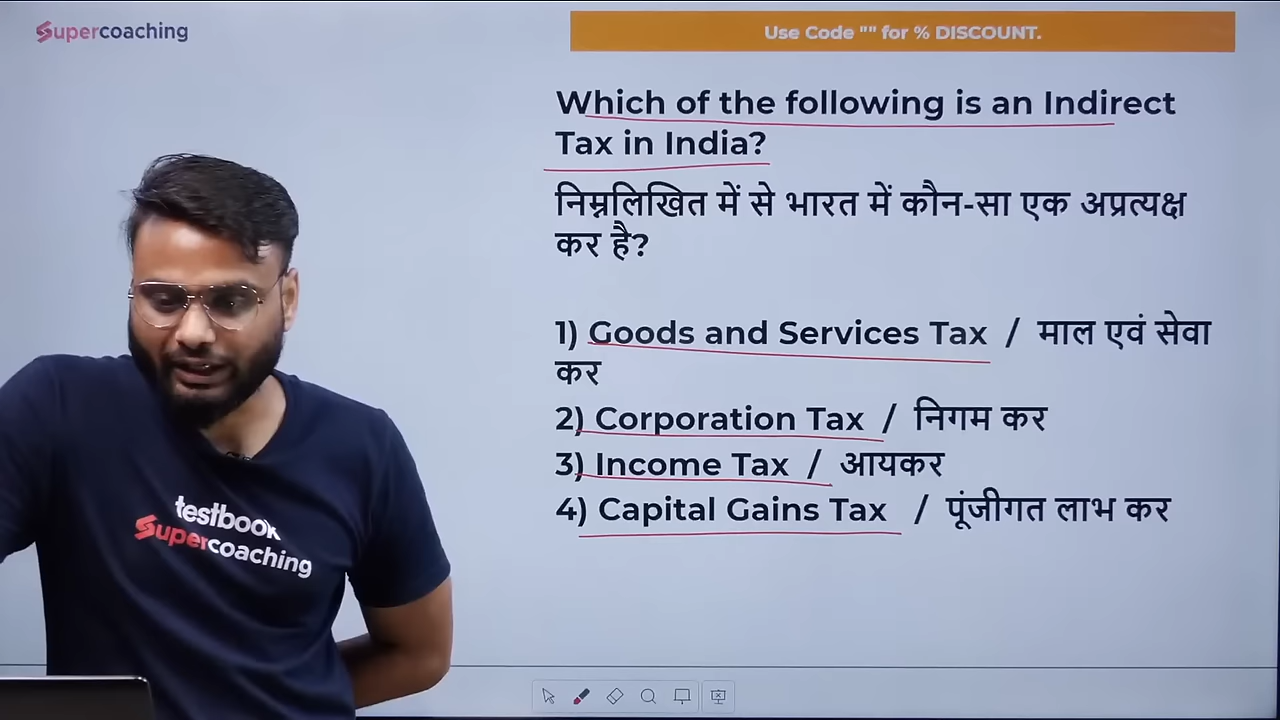 Supercoaching
Use Code "" for % DISCOUNT.
Which of the following is an Indirect
Tax in India?
निम्नलिखित में से भारत में कौन-सा एक अप्रत्यक्ष
कर है?
1) Goods and Services Tax / माल एवं सेवा
कर
2) Corporation Tax / निगम कर
3) Income Tax / आयकर
4) Capital Gains Tax / पूंजीगत लाभ कर
testbook
Supercoaching